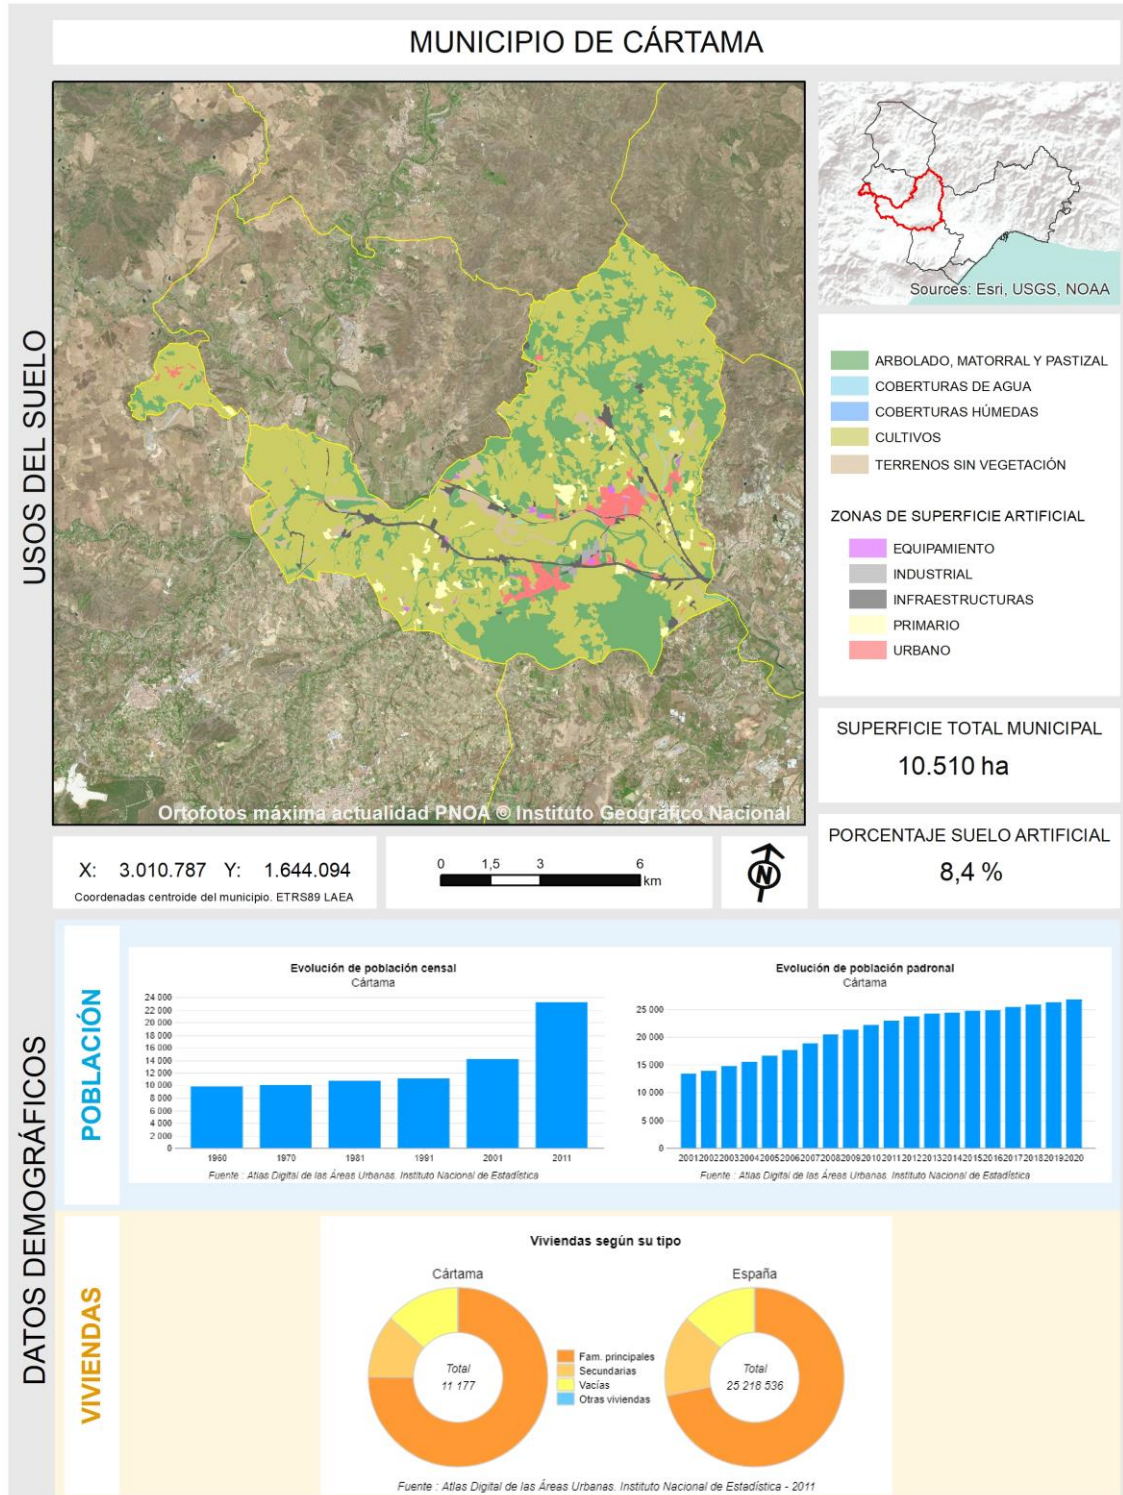 MUNICIPIO DE CÁRTAMA
USOS DEL SUELO
Ortofotos máxima actualidad PNOA © Instituto Geográfico Nacional
Sources: Esri, USGS, NOAA
ARBOLADO, MATORRAL Y PASTIZAL
COBERTURAS DE AGUA
COBERTURAS HÚMEDAS
CULTIVOS
TERRENOS SIN VEGETACIÓN
ZONAS DE SUPERFICIE ARTIFICIAL
EQUIPAMIENTO
INDUSTRIAL
INFRAESTRUCTURAS
PRIMARIO
URBANO
SUPERFICIE TOTAL MUNICIPAL
10.510 ha
PORCENTAJE SUELO ARTIFICIAL
8,4 %
X: 3.010.787 Y: 1.644.094
Coordenadas centroide del municipio. ETRS89 LAEA
0 1,5 3 6
km
N
DATOS DEMOGRÁFICOS
POBLACIÓN
Evolución de población censal
Cártama
24 000
22 000
20 000
18 000
16 000
14 000
12 000
10 000
8 000
6 000
4 000
2 000
0
1960 1970 1981 1991 2001 2011
Fuente : Atlas Digital de las Áreas Urbanas. Instituto Nacional de Estadística
Evolución de población padronal
Cártama
25 000
20 000
15 000
10 000
5 000
0
2001 2002 2003 2004 2005 2006 2007 2008 2009 2010 2011 2012 2013 2014 2015 2016 2017 2018 2019 2020
Fuente : Atlas Digital de las Áreas Urbanas. Instituto Nacional de Estadística
VIVIENDAS
Viviendas según su tipo
Cártama
Total
11 177
Fam. principales
Secundarias
Vacías
Otras viviendas
España
Total
25 218 536
Fuente : Atlas Digital de las Áreas Urbanas. Instituto Nacional de Estadística - 2011